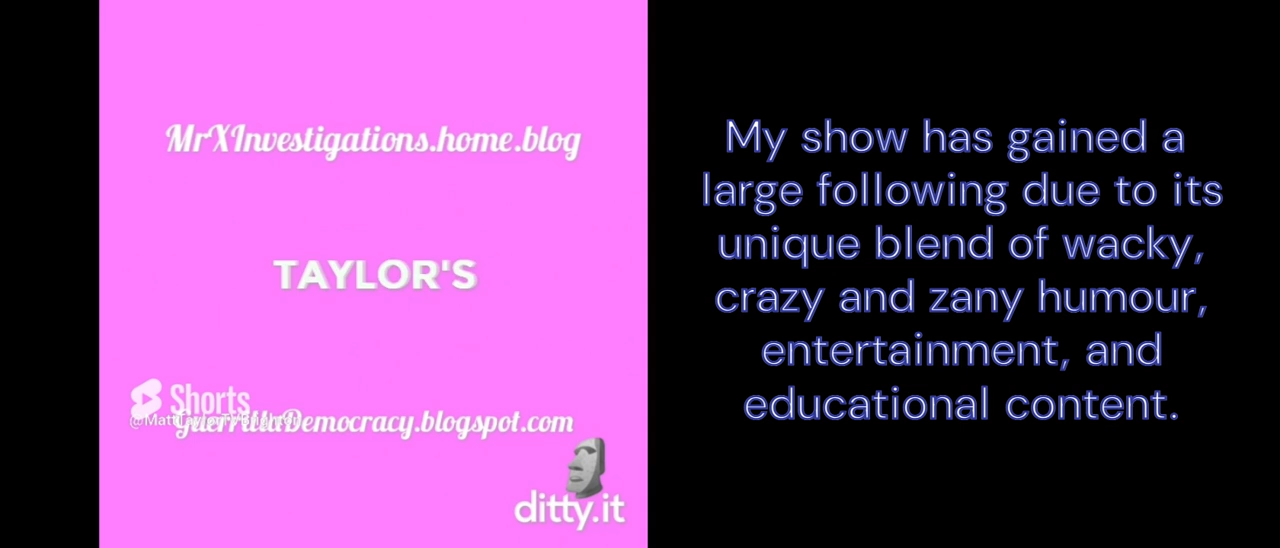 MrXInvestigations.home.blog
TAYLOR'S
Shorts
GuerrillaDemocracy.blogspot.com
ditty.it
My show has gained a
large following due to its
unique blend of wacky,
crazy and zany humour,
entertainment, and
educational content.